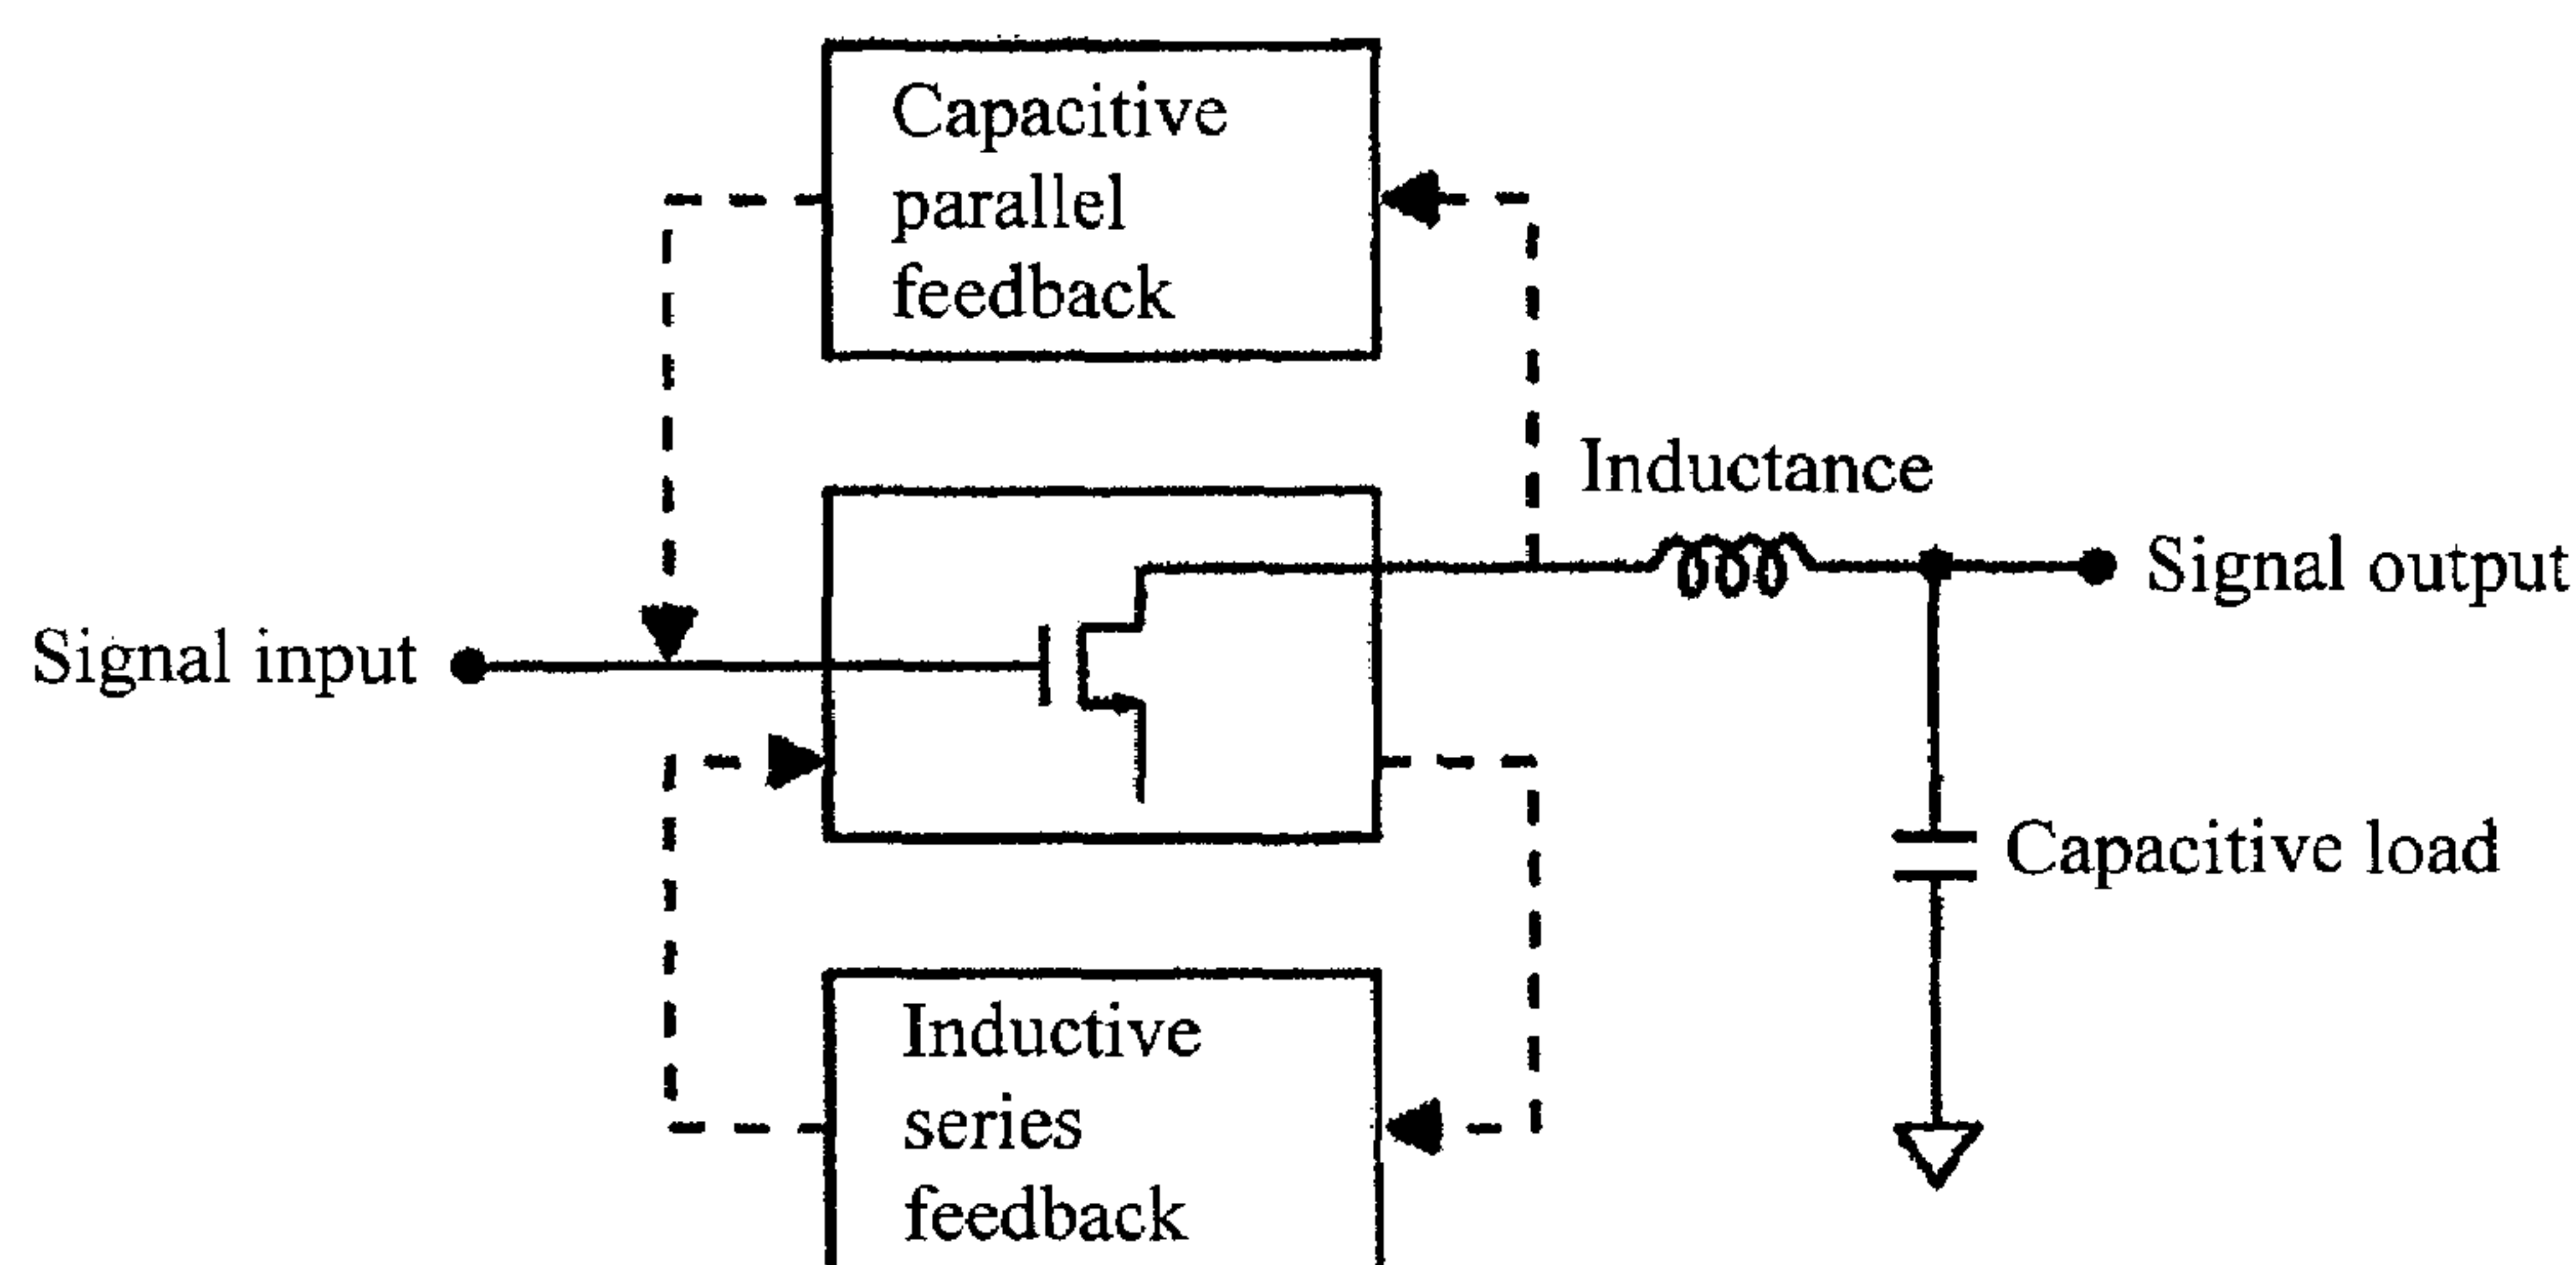 Capacitive
parallel
feedback
Inductance
Signal output
Signal input
Capacitive load
Inductive
series
feedback